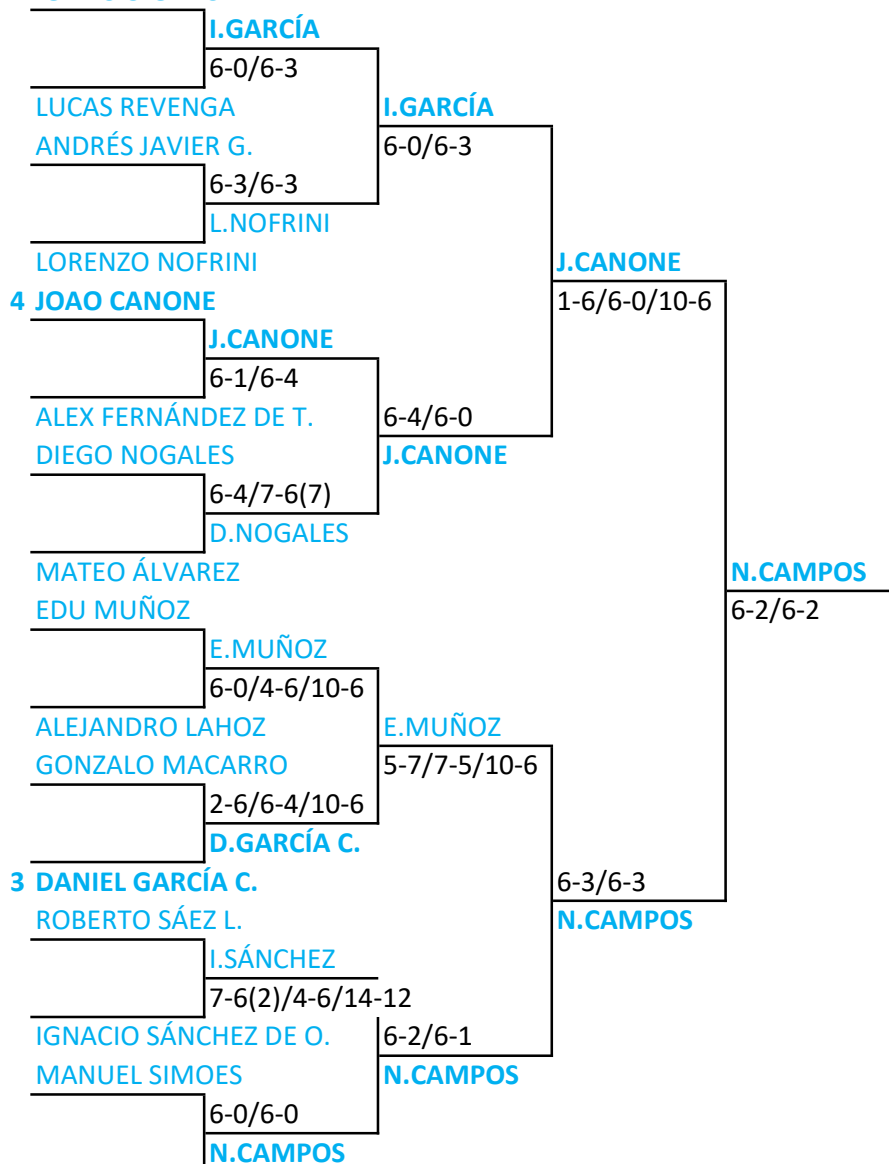 I.GARCÍA
6-0/6-3
LUCAS REVENGA
I.GARCÍA
ANDRÉS JAVIER G.
6-0/6-3
6-3/6-3
L.NOFRINI
LORENZO NOFRINI
J.CANONE
4 JOAO CANONE
1-6/6-0/10-6
J.CANONE
6-1/6-4
ALEX FERNÁNDEZ DE T.
6-4/6-0
DIEGO NOGALES
J.CANONE
6-4/7-6(7)
D.NOGALES
MATEO ÁLVAREZ
N.CAMPOS
EDU MUÑOZ
6-2/6-2
E.MUÑOZ
6-0/4-6/10-6
ALEJANDRO LAHOZ
E.MUÑOZ
GONZALO MACARRO
5-7/7-5/10-6
2-6/6-4/10-6
D.GARCÍA C.
3 DANIEL GARCÍA C.
6-3/6-3
ROBERTO SÁEZ L.
N.CAMPOS
I.SÁNCHEZ
7-6(2)/4-6/14-12
IGNACIO SÁNCHEZ DE O.
6-2/6-1
MANUEL SIMOES
N.CAMPOS
6-0/6-0
N.CAMPOS